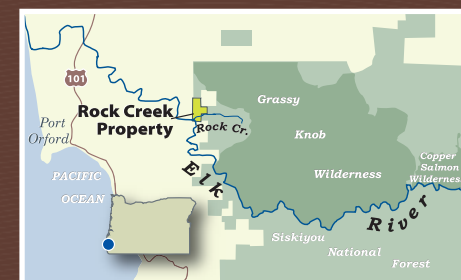 101
Rock Creek
Property
Grassy
Rock Cr.
Knob
Port
Orford
Copper
Salmon
Wilderness
Wilderness
PACIFIC
OCEAN
Elk
River
Siskiyou
National
Forest